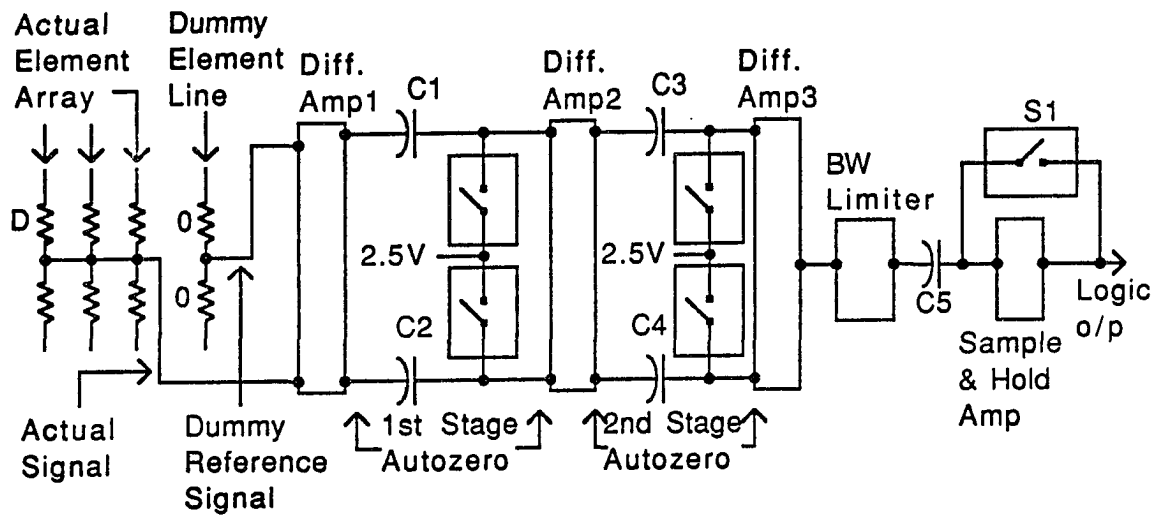 Actual
Element
Array
Dummy
Element
Line
Diff.
Amp1
C1
Diff.
Amp2
C3
Diff.
Amp3
S1
BW
Limiter
D
0
0
2.5V
2.5V
C2
C4
C5
Logic
o/p
Sample
& Hold
Amp
Actual
Signal
Dummy
Reference
Signal
1st Stage
Autozero
2nd Stage
Autozero